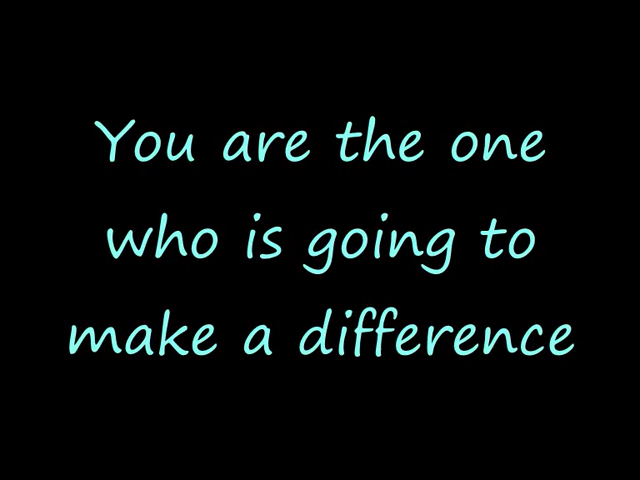 You are the one
who is going to
make a difference